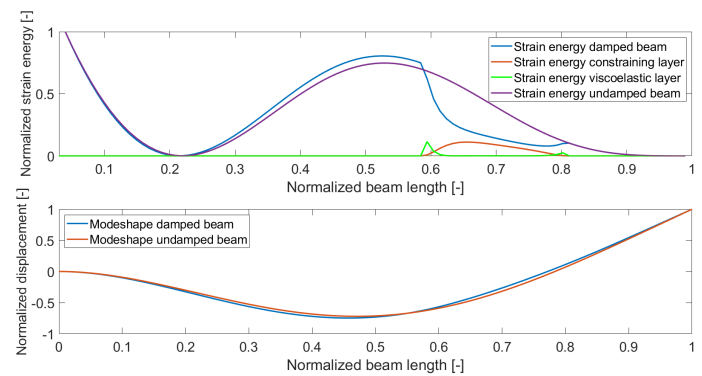 Normalized strain energy [-]
1
0.5
0
Strain energy damped beam
Strain energy constraining layer
Strain energy viscoelastic layer
Strain energy undamped beam
0.1 0.2 0.3 0.4 0.5 0.6 0.7 0.8 0.9 1
Normalized beam length [-]
Normalized displacement [-]
1
0.5
0
-0.5
-1
Modeshape damped beam
Modeshape undamped beam
0 0.1 0.2 0.3 0.4 0.5 0.6 0.7 0.8 0.9 1
Normalized beam length [-]